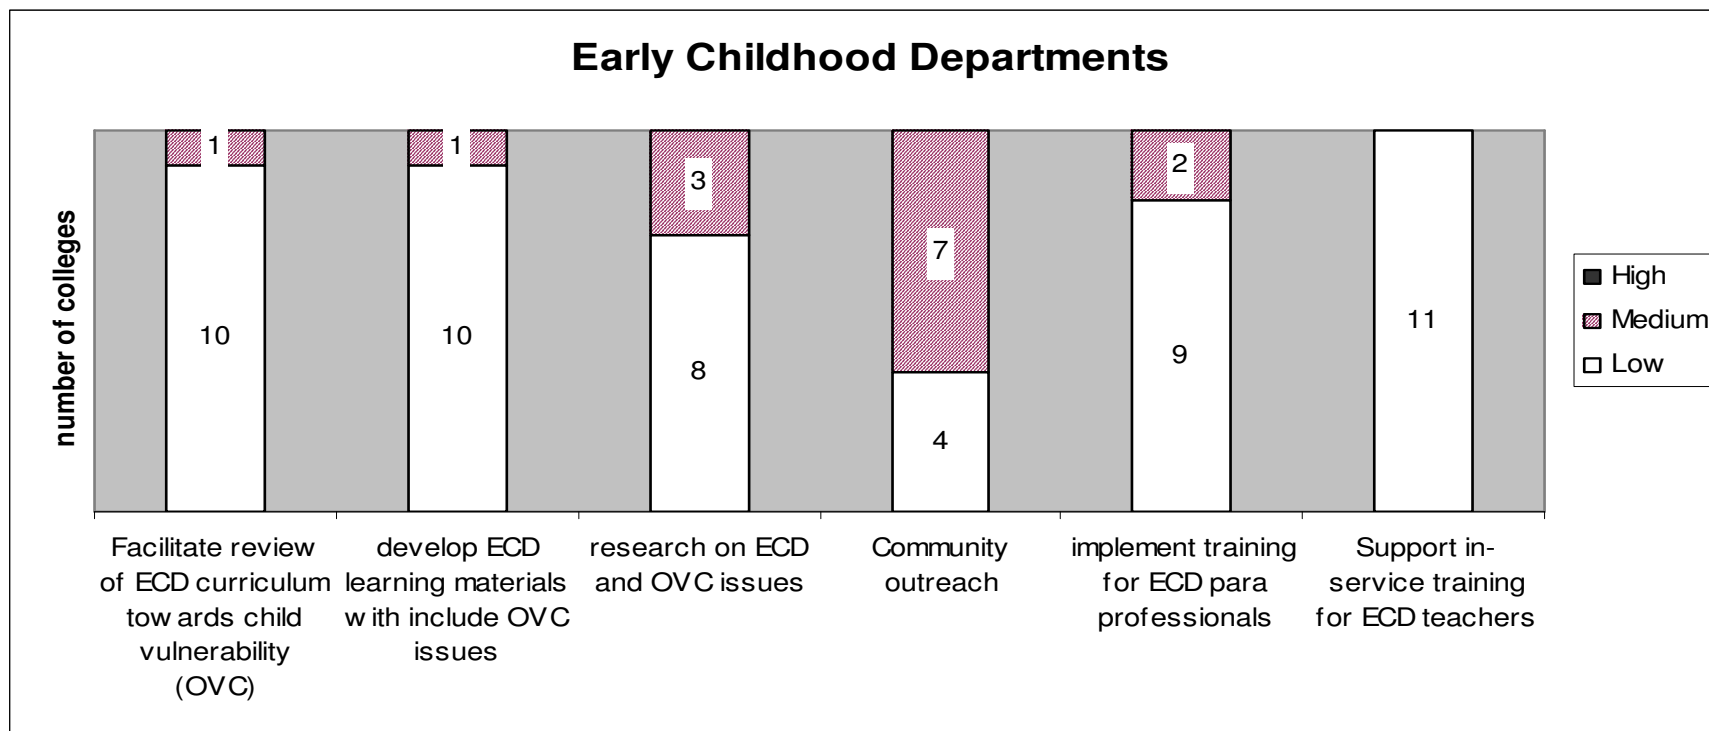 Early Childhood Departments
number of colleges
1
1
3
7
2
10
10
8
4
9
11
High
Medium
Low
Facilitate review
of ECD curriculum
tow ards child
vulnerability
(OVC)
develop ECD
learning materials
w ith include OVC
issues
research on ECD
and OVC issues
Community
outreach
implement training
for ECD para
professionals
Support in-
service training
for ECD teachers